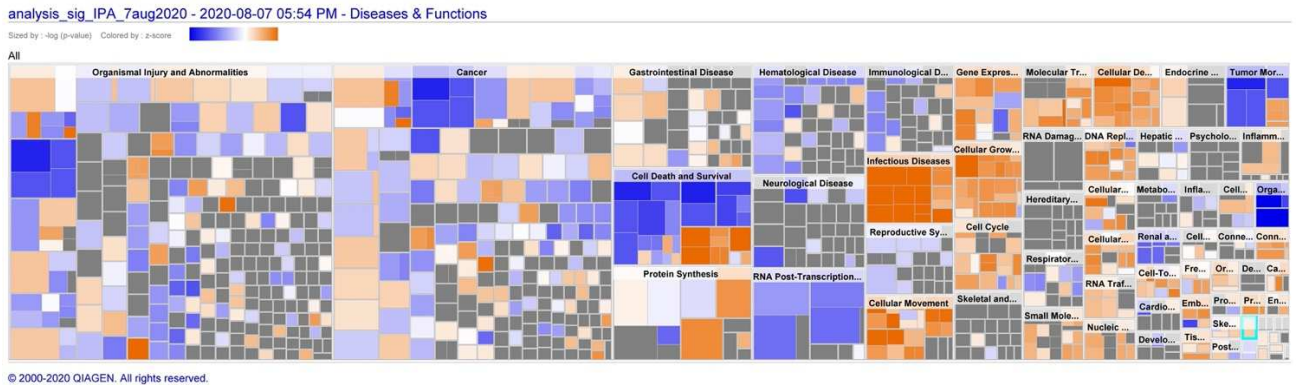 analysis_sig_IPA_7aug2020 - 2020-08-07 05:54 PM - Diseases & Functions
Sized by : -log (p-value) Colored by : z-score
All
Organismal Injury and Abnormalities
Cancer
Gastrointestinal Disease
Hematological Disease
Immunological D...
Gene Expres...
Molecular Tr...
Cellular De...
Endocrine ...
Tumor Mor...
RNA Damag...
DNA Repl...
Hepatic ...
Psycholo...
Inflamm...
Cellular Grow...
Infectious Diseases
Cell Death and Survival
Neurological Disease
Cellular...
Metabo...
Infla...
Cell...
Orga...
Hereditary...
Reproductive Sy...
Cell Cycle
Cellular...
Renal a...
Cell...
Conne...
Conn...
Respirator...
Protein Synthesis
RNA Post-Transcription...
Cell-To...
Fre...
Or...
De...
Ca...
RNA Traf...
Cellular Movement
Skeletal and...
Cardio...
Emb...
Pro...
Pr...
En...
Small Mole...
Nucleic ...
Ske...
Develo...
Tis...
Post...
© 2000-2020 QIAGEN. All rights reserved.